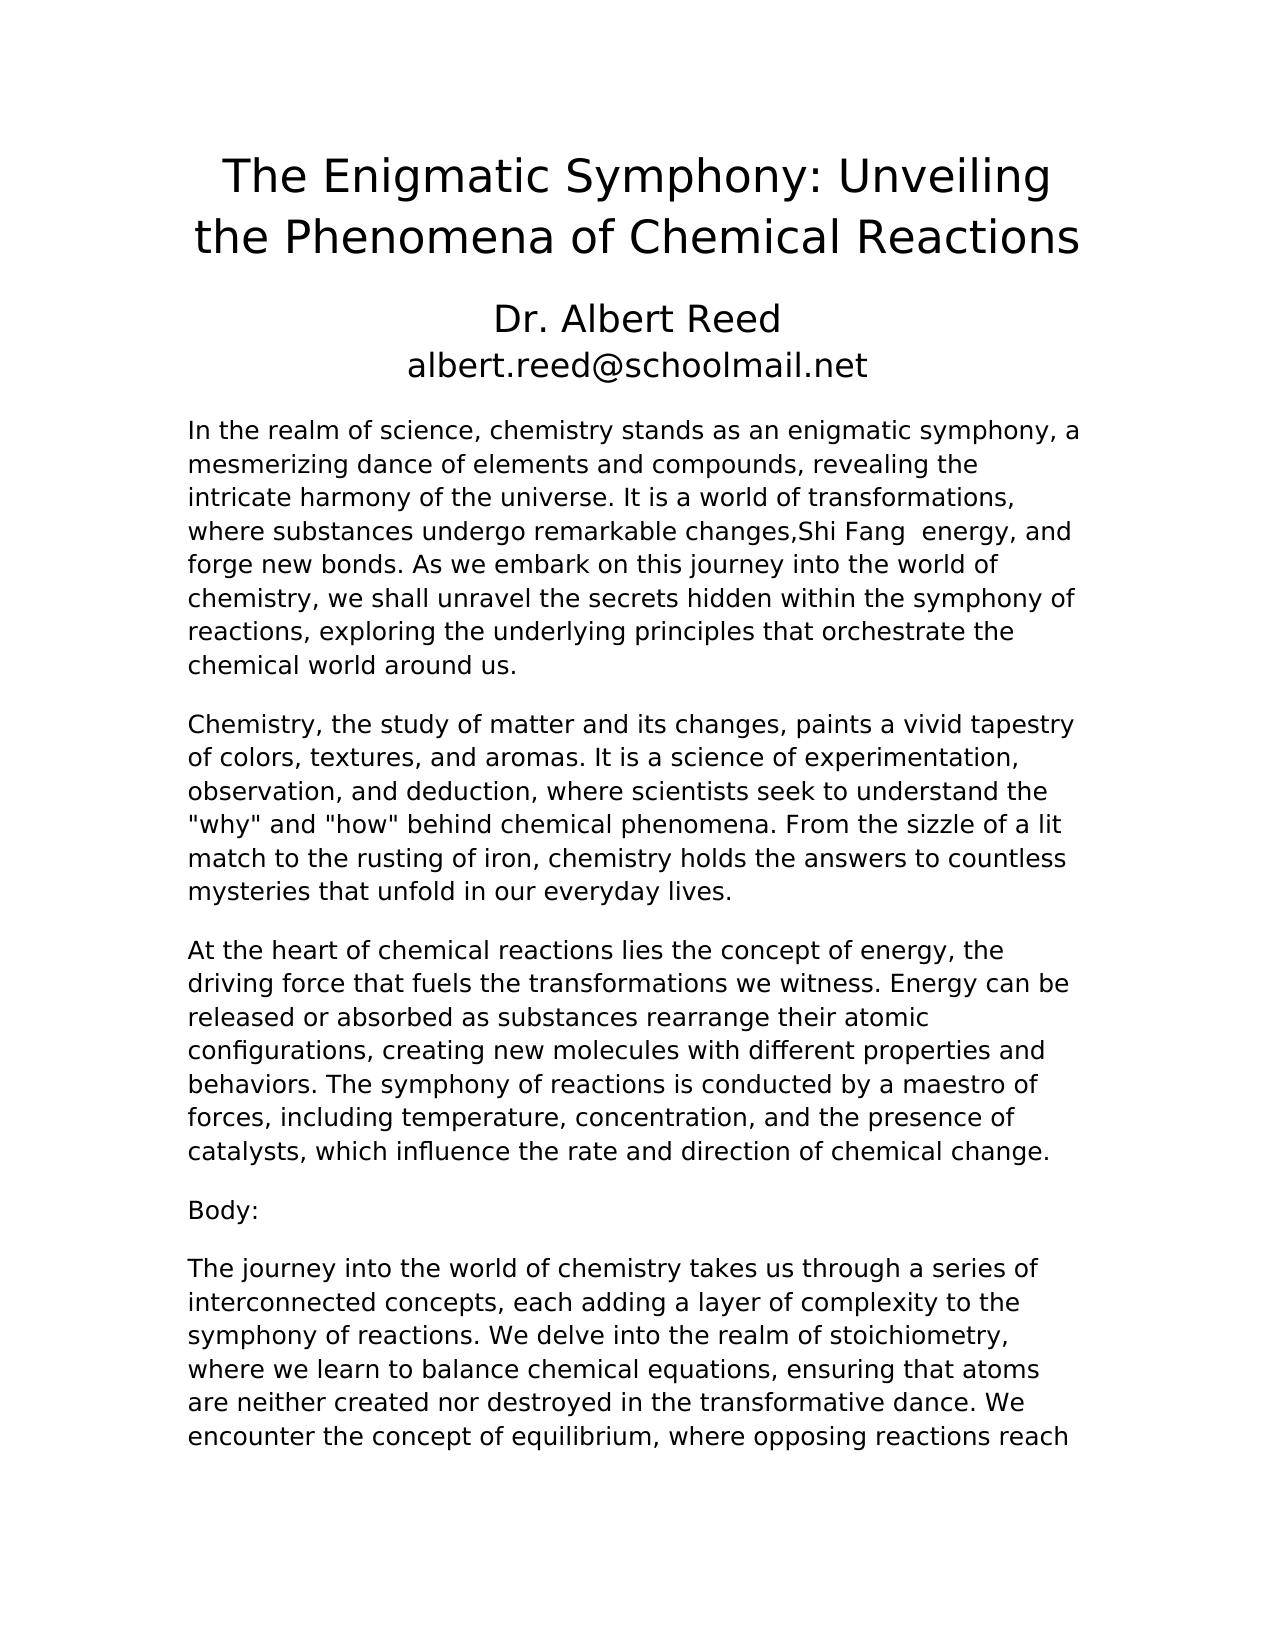 The Enigmatic Symphony: Unveiling
the Phenomena of Chemical Reactions
Dr. Albert Reed
albert.reed@schoolmail.net
In the realm of science, chemistry stands as an enigmatic symphony, a
mesmerizing dance of elements and compounds, revealing the
intricate harmony of the universe. It is a world of transformations,
where substances undergo remarkable changes,Shi Fang  energy, and
forge new bonds. As we embark on this journey into the world of
chemistry, we shall unravel the secrets hidden within the symphony of
reactions, exploring the underlying principles that orchestrate the
chemical world around us.
Chemistry, the study of matter and its changes, paints a vivid tapestry
of colors, textures, and aromas. It is a science of experimentation,
observation, and deduction, where scientists seek to understand the
"why" and "how" behind chemical phenomena. From the sizzle of a lit
match to the rusting of iron, chemistry holds the answers to countless
mysteries that unfold in our everyday lives.
At the heart of chemical reactions lies the concept of energy, the
driving force that fuels the transformations we witness. Energy can be
released or absorbed as substances rearrange their atomic
configurations, creating new molecules with different properties and
behaviors. The symphony of reactions is conducted by a maestro of
forces, including temperature, concentration, and the presence of
catalysts, which influence the rate and direction of chemical change.
Body:
The journey into the world of chemistry takes us through a series of
interconnected concepts, each adding a layer of complexity to the
symphony of reactions. We delve into the realm of stoichiometry,
where we learn to balance chemical equations, ensuring that atoms
are neither created nor destroyed in the transformative dance. We
encounter the concept of equilibrium, where opposing reactions reach